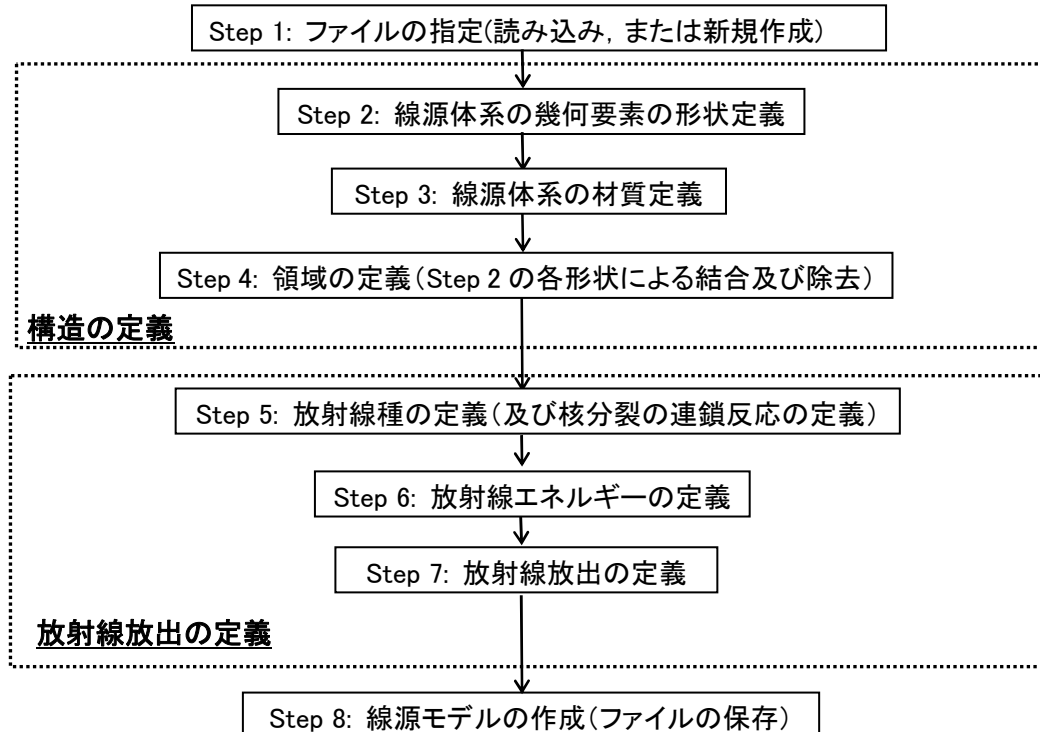 Step 1: ファイルの指定(読み込み, または新規作成)
Step 2: 線源体系の幾何要素の形状定義
Step 3: 線源体系の材質定義
Step 4: 領域の定義(Step 2 の各形状による結合及び除去)
構造の定義
Step 5: 放射線種の定義(及び核分裂の連鎖反応の定義)
Step 6: 放射線エネルギーの定義
Step 7: 放射線放出の定義
放射線放出の定義
Step 8: 線源モデルの作成(ファイルの保存)